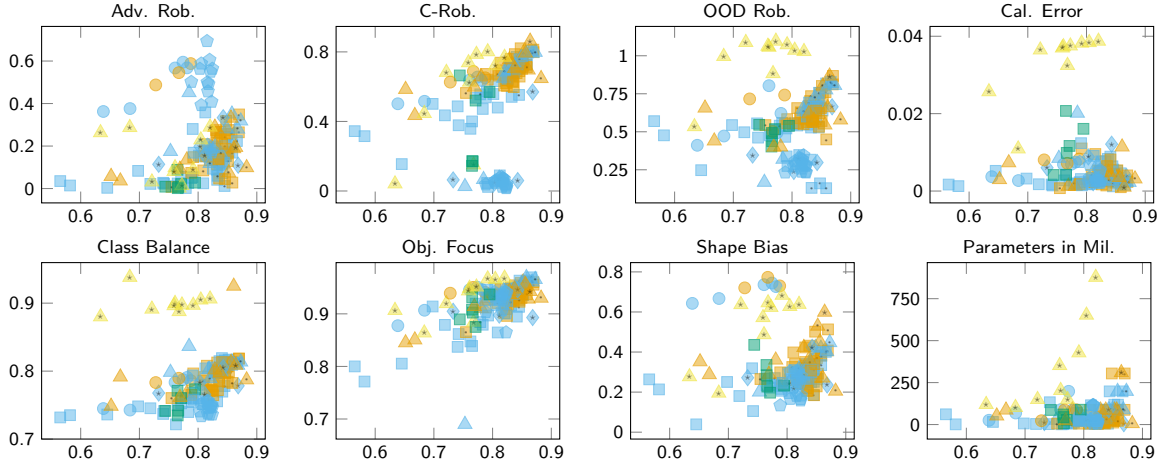 Adv. Rob.
0.6
0.4
0.2
0
0.6 0.7 0.8 0.9
C-Rob.
0.8
0.4
0
0.6 0.7 0.8 0.9
OOD Rob.
1
0.75
0.5
0.25
0.6 0.7 0.8 0.9
Cal. Error
0.04
0.02
0
0.6 0.7 0.8 0.9
Class Balance
0.9
0.8
0.7
0.6 0.7 0.8 0.9
Obj. Focus
0.9
0.8
0.7
0.6 0.7 0.8 0.9
Shape Bias
0.8
0.6
0.4
0.2
0
0.6 0.7 0.8 0.9
Parameters in Mil.
750
500
250
0
0.6 0.7 0.8 0.9